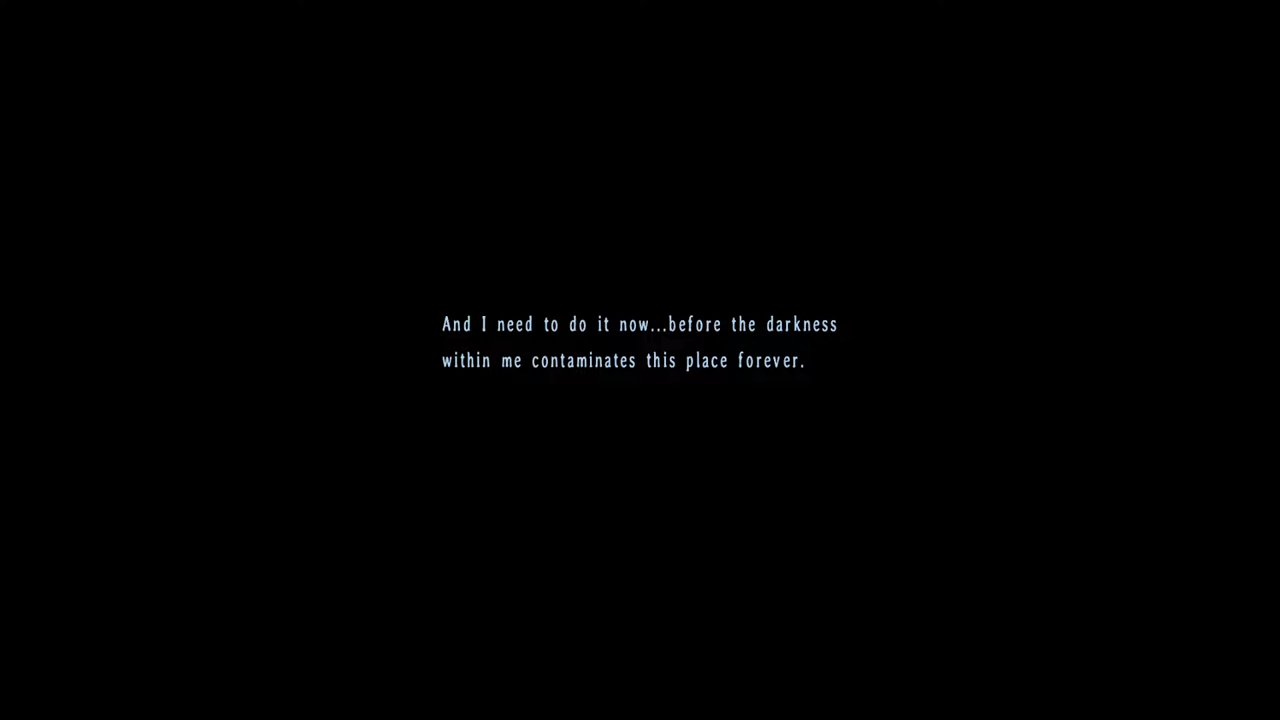 And I need to do it now...before the darkness
within me contaminates this place forever.